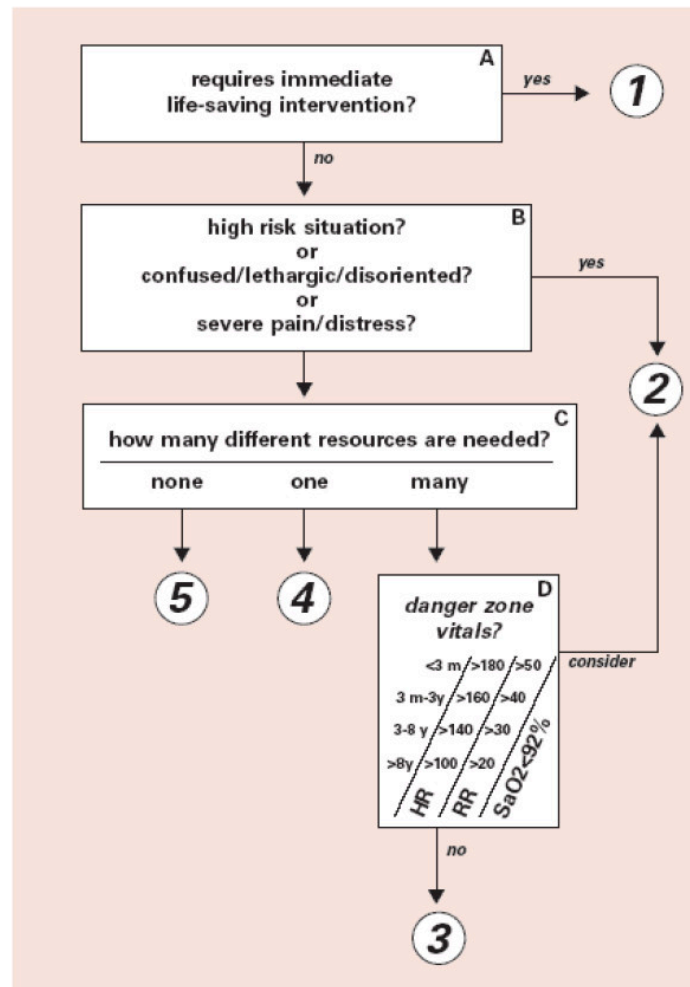 A
requires immediate
life-saving intervention?
yes
1
no
B
high risk situation?
or
confused/lethargic/disoriented?
or
severe pain/distress?
yes
2
C
how many different resources are needed?
none one many
5
4
D
danger zone
vitals?
<3 m >180 >50
3 m-3y >160 >40
3-8 y >140 >30
>8y >100 >20
HR RR SaO2<92%
consider
no
3